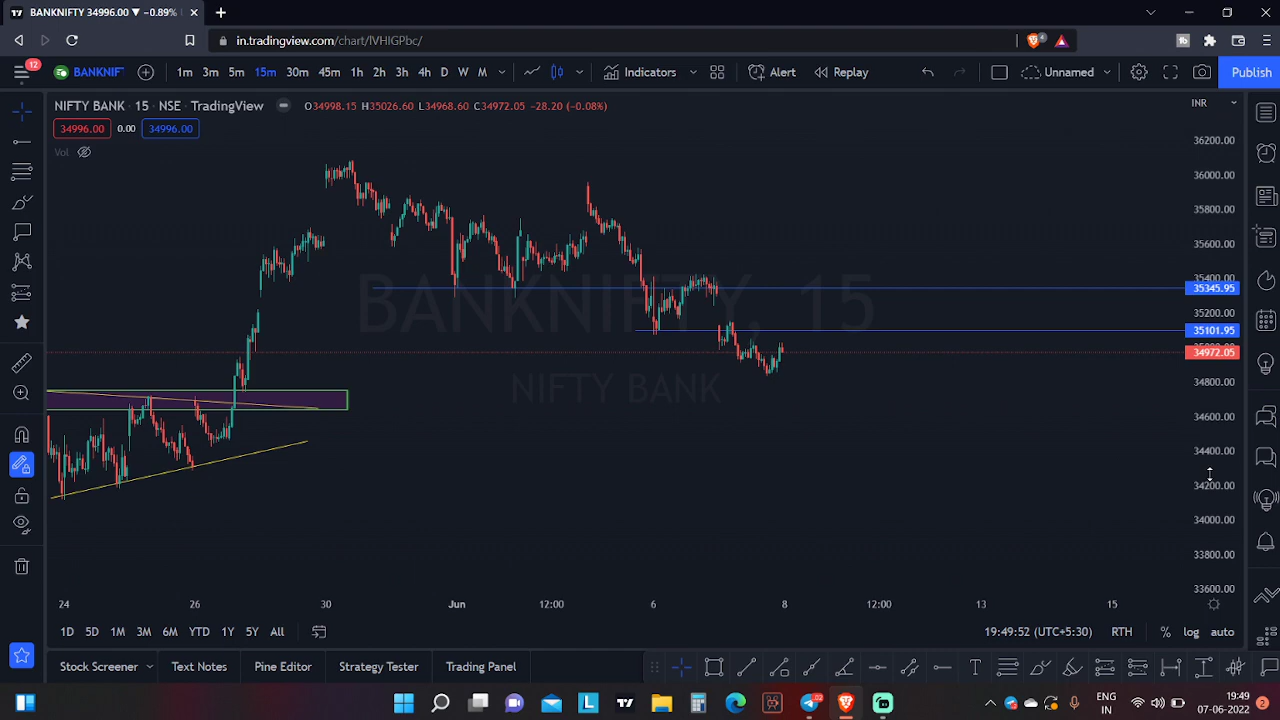 BANKNIFTY 34996.00 ▼ −0.89% 
in.tradingview.com/chart/lVHIGPbc/
4
12
BANKNIF
1m 3m 5m 15m 30m 45m 1h 2h 3h 4h D W M
Indicators
Alert
Replay
Unnamed
Publish
NIFTY BANK · 15 · NSE · TradingView
O34998.15 H35026.60 L34968.60 C34972.05 −28.20 (−0.08%)
INR
34996.00 0.00 34996.00
Vol
36200.00
36000.00
35800.00
35600.00
35400.00
35345.95
35200.00
35101.95
35000.00
34972.05
34800.00
34600.00
34400.00
34200.00
34000.00
33800.00
33600.00
BANKNIFTY, 15
NIFTY BANK
24 26 30 Jun 12:00 6 8 12:00 13 15
1D 5D 1M 3M 6M YTD 1Y 5Y All
19:49:52 (UTC+5:30) RTH % log auto
Stock Screener Text Notes Pine Editor Strategy Tester Trading Panel
ENG
IN
19:49
07-06-2022
2